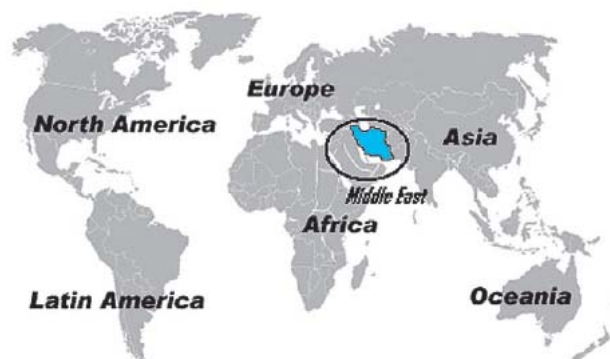 Europe
North America
Asia
Middle East
Africa
Latin America
Oceania